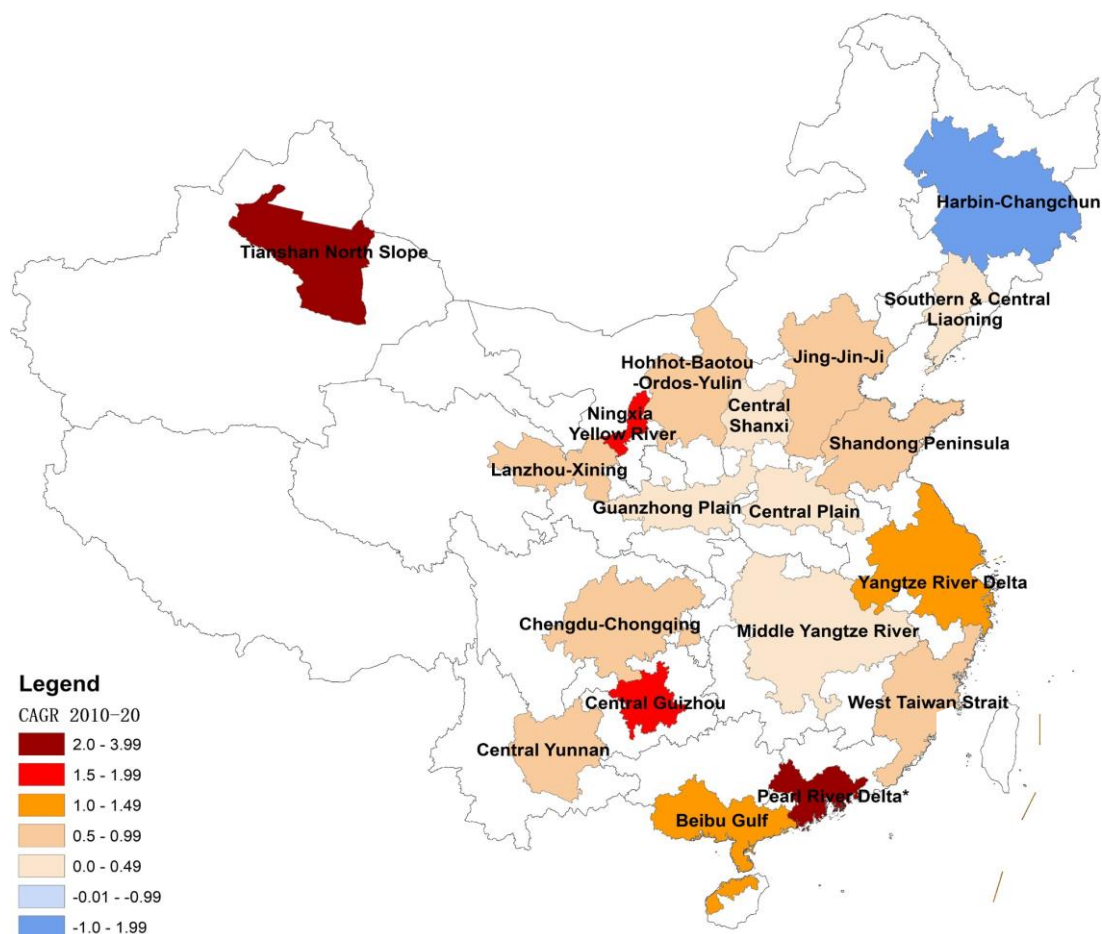 Harbin-Changchun
Tianshan North Slope
Southern & Central
Liaoning
Hohhot-Baotou
-Ordos-Yulin
Jing-Jin-Ji
Ningxia
Yellow River
Central
Shanxi
Shandong Peninsula
Lanzhou-Xining
Guanzhong Plain
Central Plain
Yangtze River Delta
Chengdu-Chongqing
Middle Yangtze River
Central Guizhou
West Taiwan Strait
Central Yunnan
Pearl River Delta*
Beibu Gulf
Legend
CAGR 2010-20
2.0 - 3.99
1.5 - 1.99
1.0 - 1.49
0.5 - 0.99
0.0 - 0.49
-0.01 - -0.99
-1.0 - 1.99